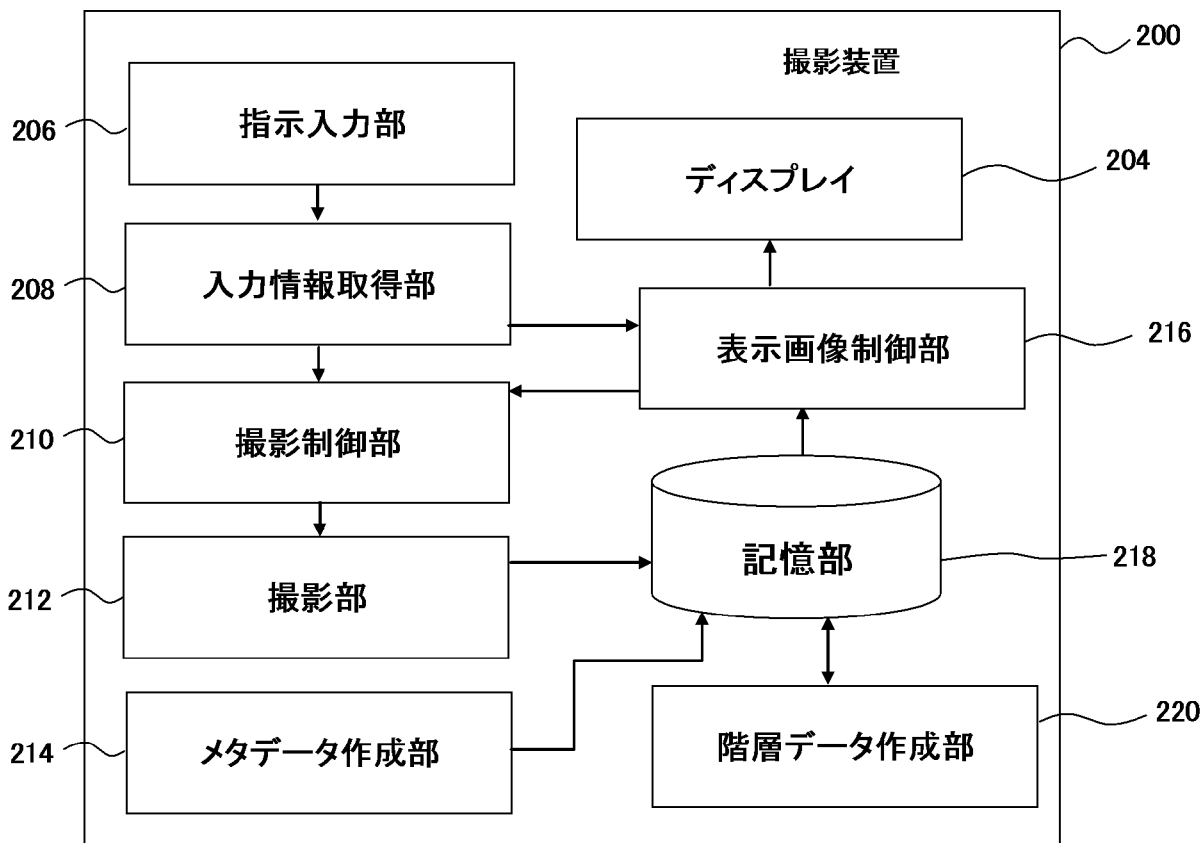 200
撮影装置
206
指示入力部
204
ディスプレイ
208
入力情報取得部
216
表示画像制御部
210
撮影制御部
218
記憶部
212
撮影部
220
階層データ作成部
214
メタデータ作成部